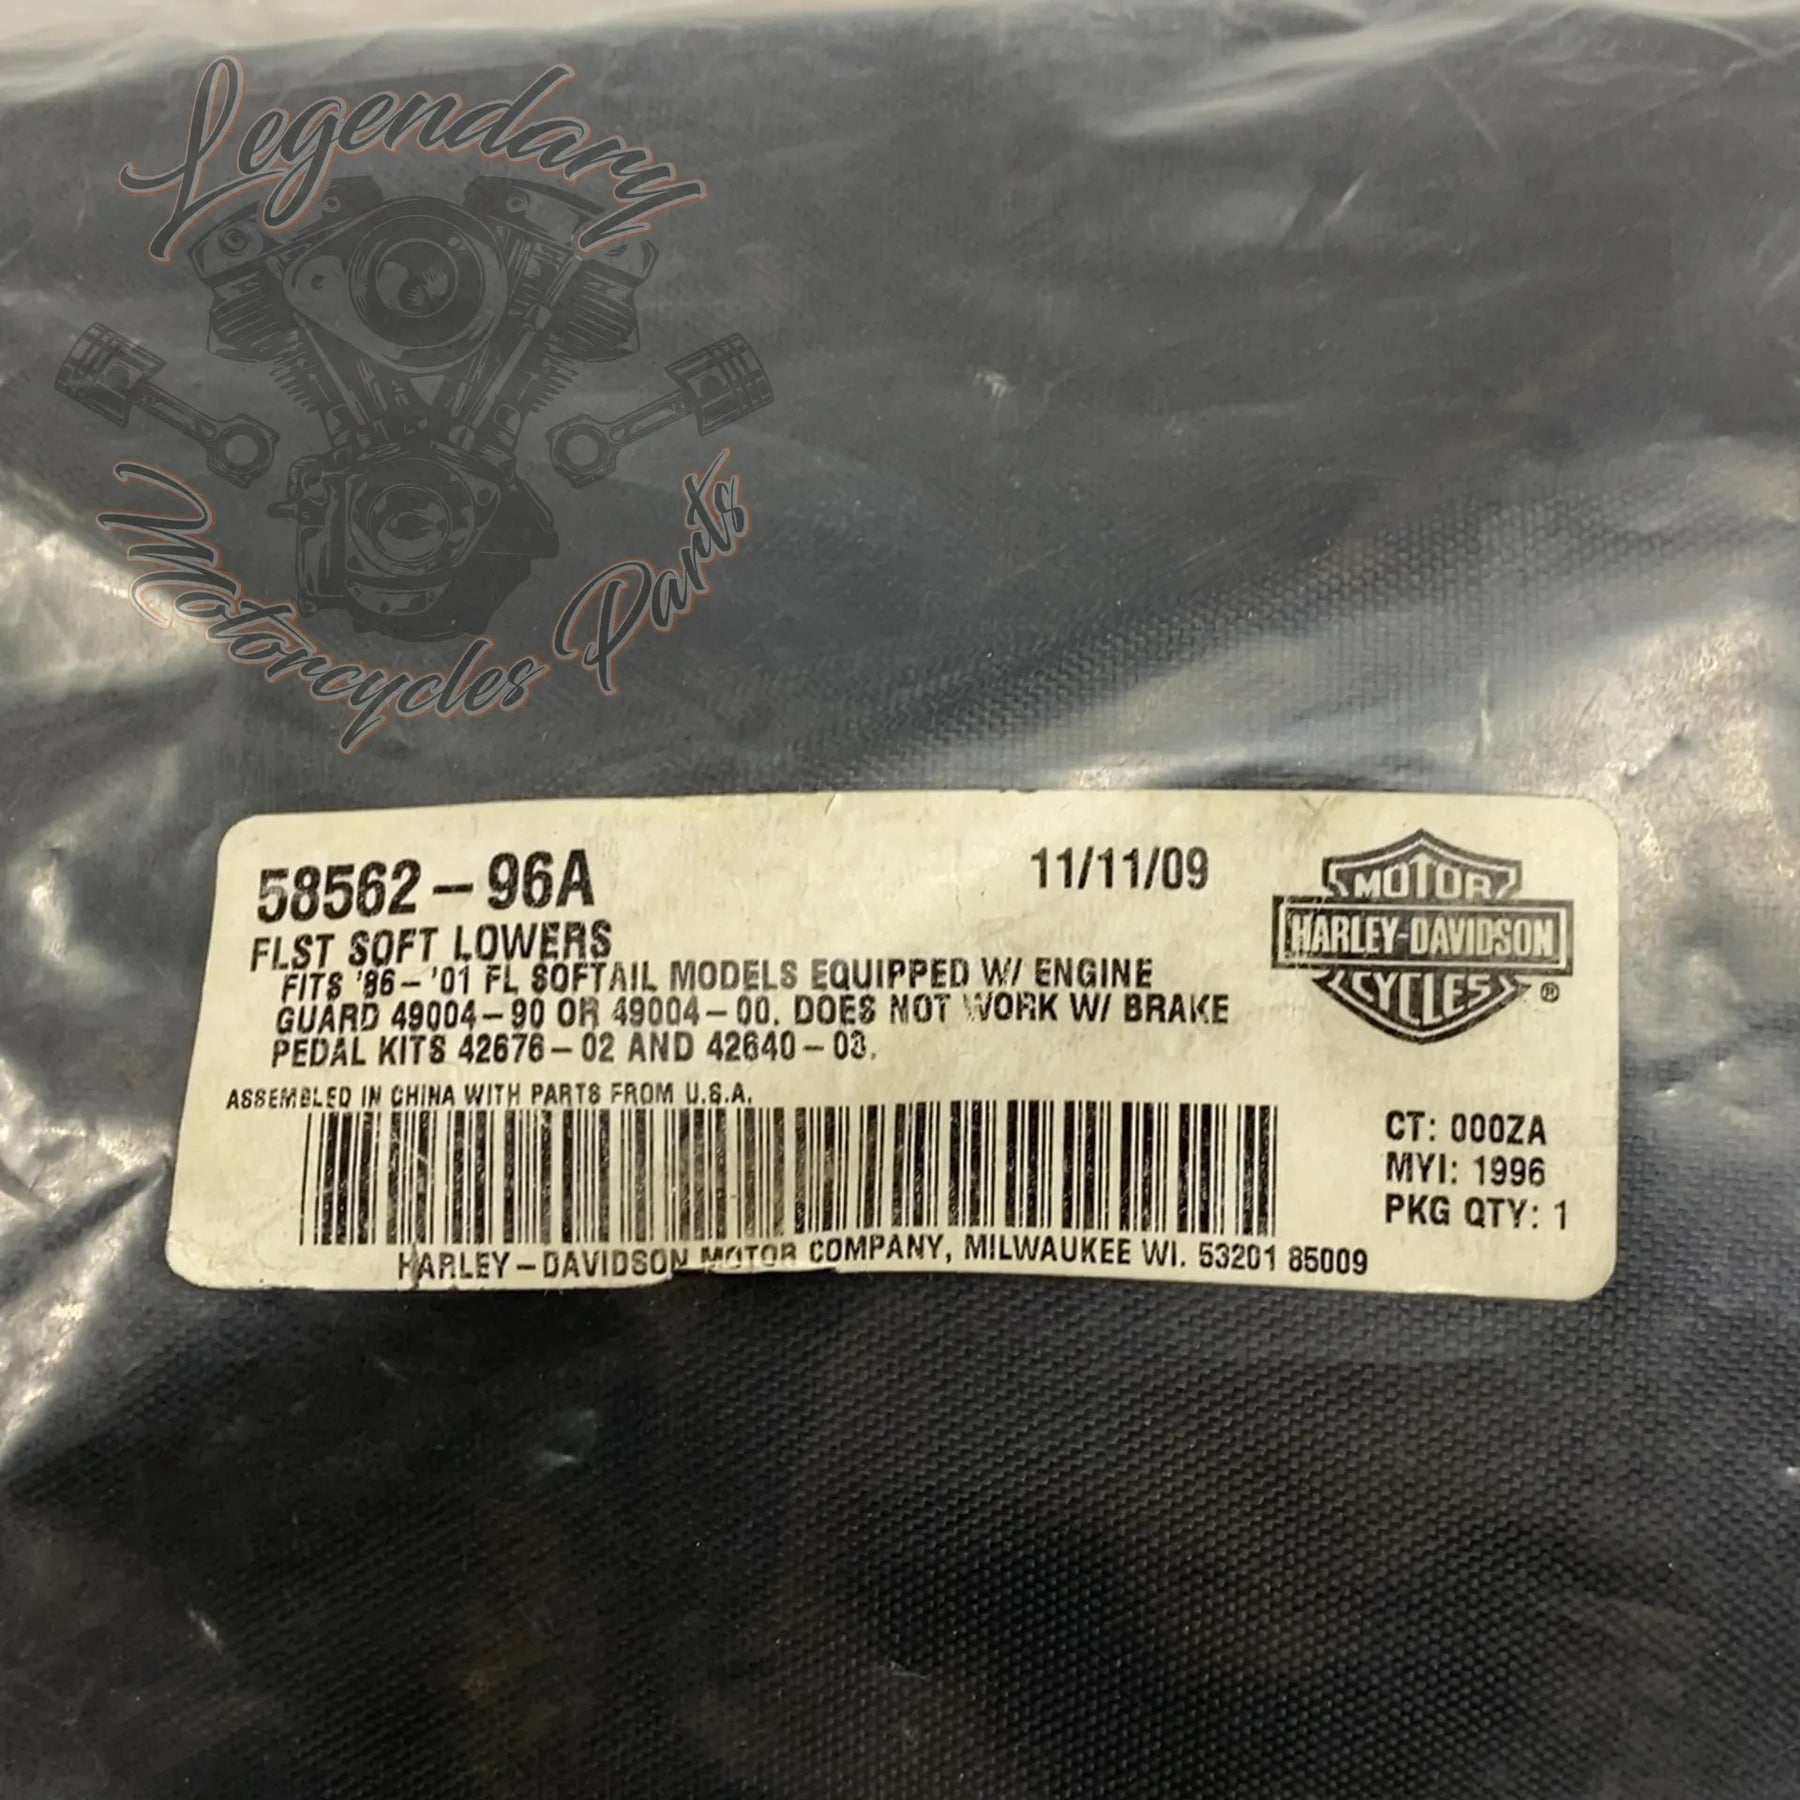 Legendary
Motorcycles Parts
58562-96A
11/11/09
FLST SOFT LOWERS
FITS '86-'01 FL SOFTAIL MODELS EQUIPPED W/ ENGINE
GUARD 49004-90 OR 49004-00. DOES NOT WORK W/ BRAKE
PEDAL KITS 42676-02 AND 42640-03.
ASSEMBLED IN CHINA WITH PARTS FROM U.S.A.
MOTOR
HARLEY-DAVIDSON
CYCLES ®
CT: 000ZA
MYI: 1996
PKG QTY: 1
HARLEY-DAVIDSON MOTOR COMPANY, MILWAUKEE WI. 53201 85009